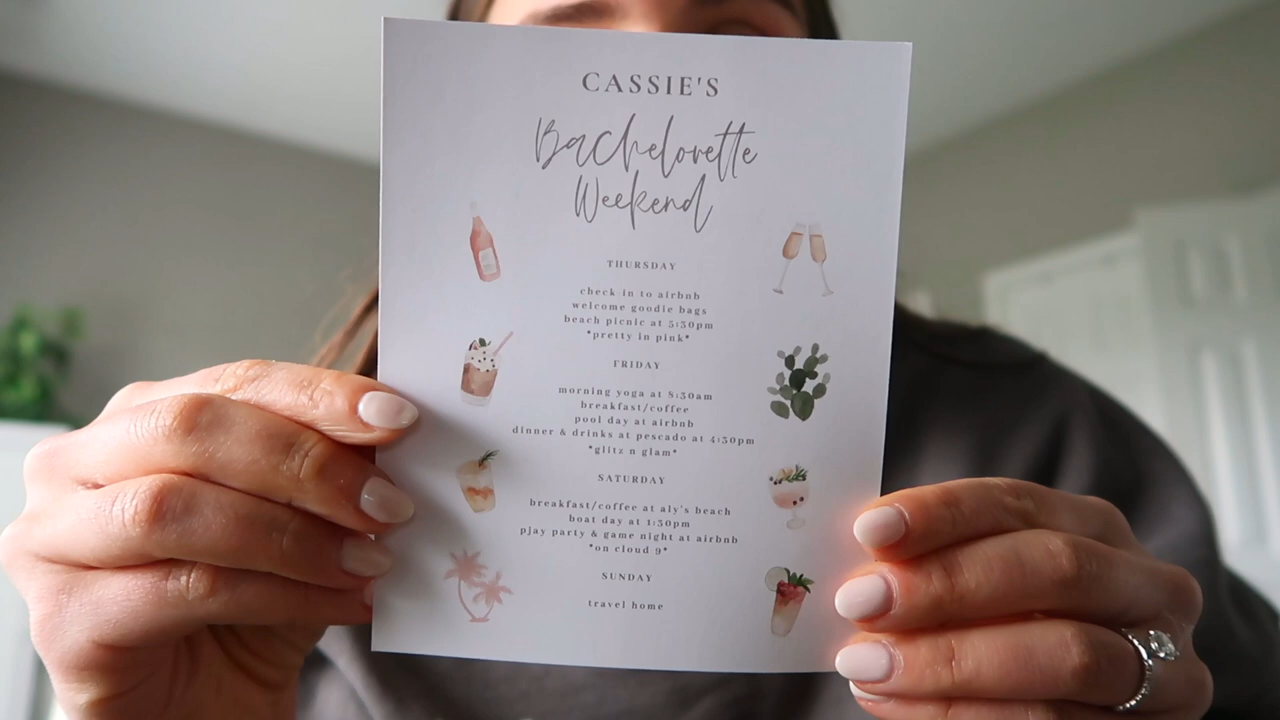 CASSIE'S
Bachelorette
Weekend
THURSDAY
check in to airbnb
welcome goodie bags
beach picnic at 5:30pm
*pretty in pink*
FRIDAY
morning yoga at 8:30am
breakfast/coffee
pool day at airbnb
dinner & drinks at pescado at 4:30pm
*glitz n glam*
SATURDAY
breakfast/coffee at aly's beach
boat day at 1:30pm
pjay party & game night at airbnb
*on cloud 9*
SUNDAY
travel home